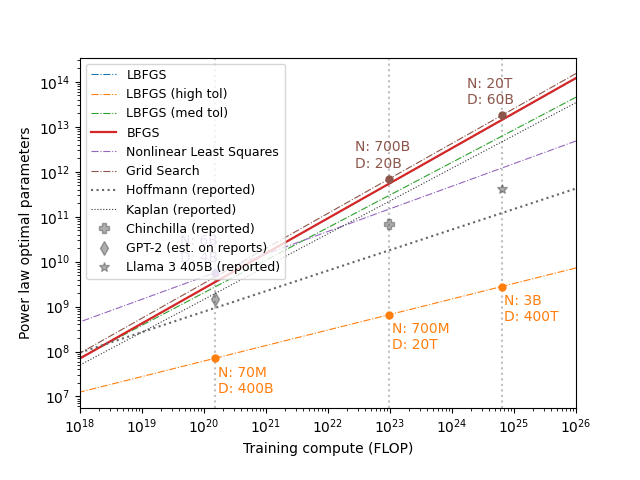 10^14
10^13
10^12
10^11
10^10
10^9
10^8
10^7
Power law optimal parameters
LBFGS
LBFGS (high tol)
LBFGS (med tol)
BFGS
Nonlinear Least Squares
Grid Search
Hoffmann (reported)
Kaplan (reported)
Chinchilla (reported)
GPT-2 (est. on reports)
Llama 3 405B (reported)
N: 20T
D: 60B
N: 700B
D: 20B
N: 3B
D: 400T
N: 700M
D: 20T
N: 70M
D: 400B
10^18
10^19
10^20
10^21
10^22
10^23
10^24
10^25
10^26
Training compute (FLOP)